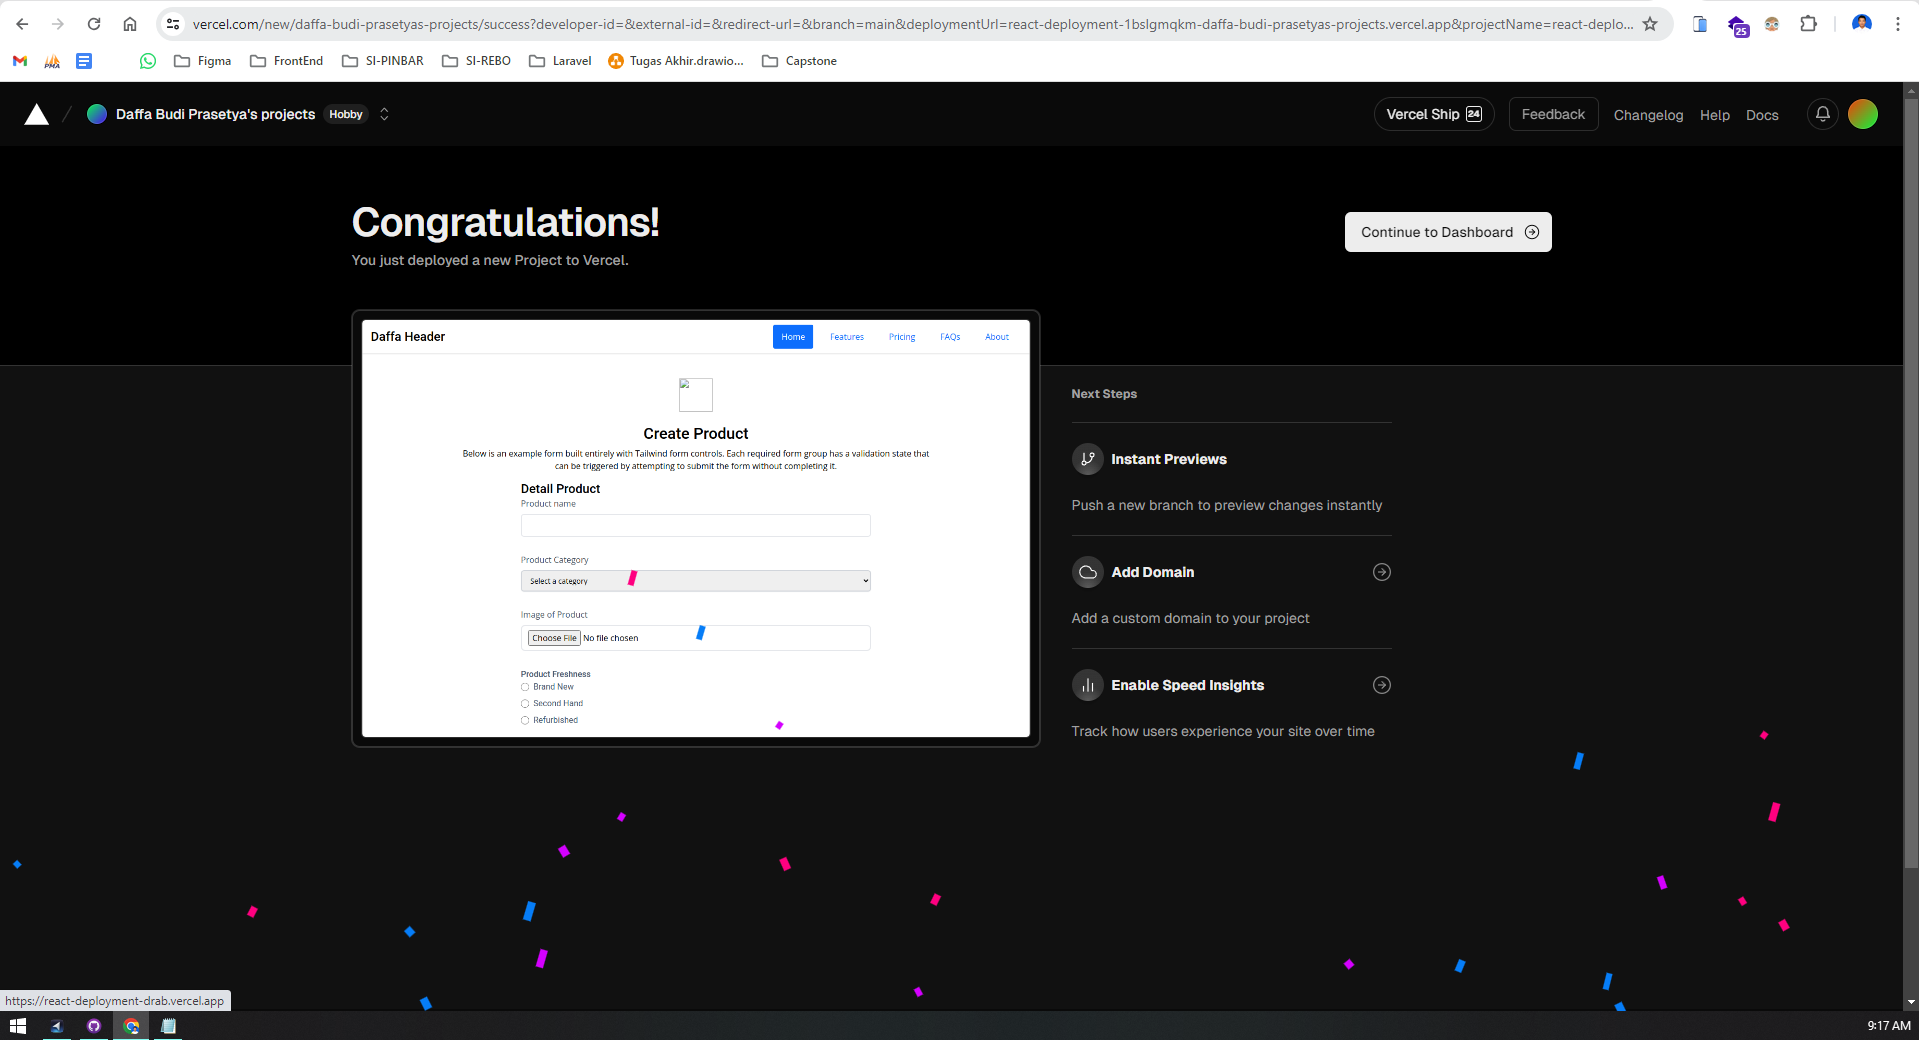 vercel.com/new/daffa-budi-prasetyas-projects/success?developer-id=&external-id=&redirect-url=&branch=main&deploymentUrl=react-deployment-1bslgmqkm-daffa-budi-prasetyas-projects.vercel.app&projectName=react-deplo...
25
PMA
Figma
FrontEnd
SI-PINBAR
SI-REBO
Laravel
Tugas Akhir.drawio...
Capstone
/ Daffa Budi Prasetya's projects Hobby
Vercel Ship 24
Feedback
Changelog
Help
Docs
Congratulations!
You just deployed a new Project to Vercel.
Continue to Dashboard
Daffa Header
Home
Features
Pricing
FAQs
About
Create Product
Below is an example form built entirely with Tailwind form controls. Each required form group has a validation state that
can be triggered by attempting to submit the form without completing it.
Detail Product
Product name
Product Category
Select a category
Image of Product
Choose File No file chosen
Product Freshness
Brand New
Second Hand
Refurbished
Next Steps
Instant Previews
Push a new branch to preview changes instantly
Add Domain
Add a custom domain to your project
Enable Speed Insights
Track how users experience your site over time
https://react-deployment-drab.vercel.app
9:17 AM